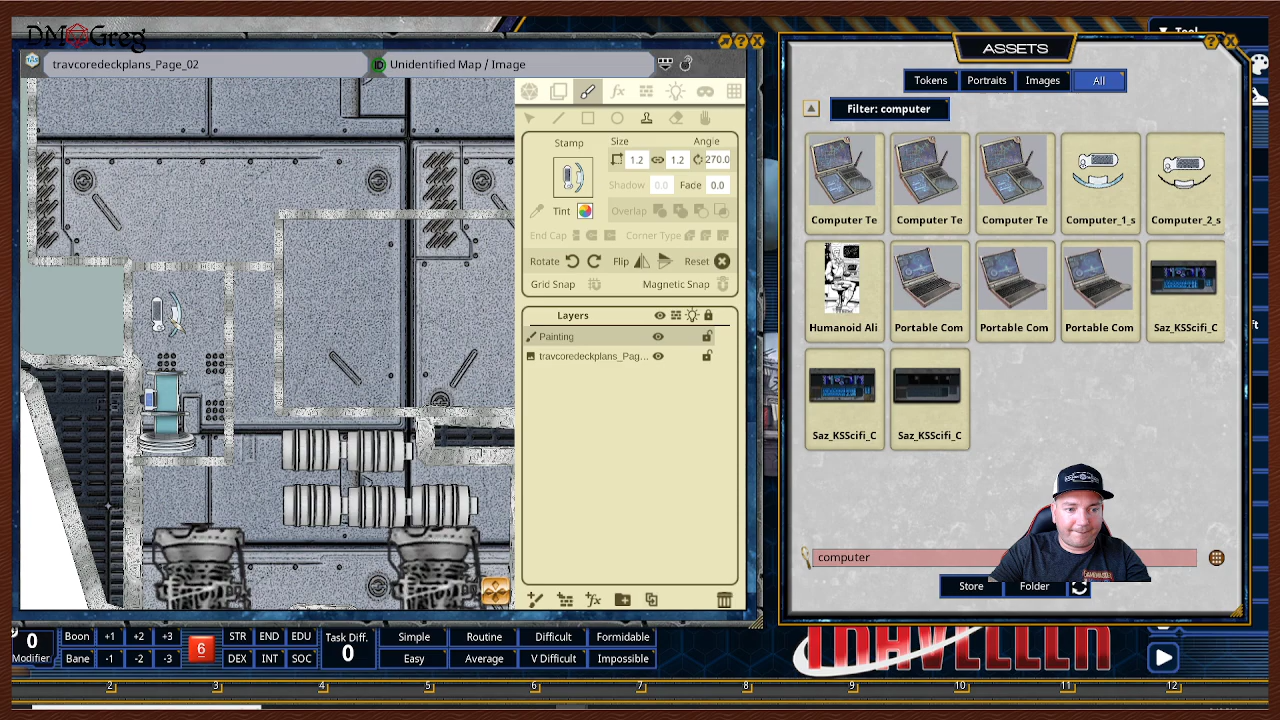 DM Greg
travcoredeckplans_Page_02
ID Unidentified Map / Image
Stamp
Size
Angle
1.2
1.2
270.0
Shadow 0.0 Fade 0.0
Tint
Overlap
End Cap
Corner Type
Rotate
Flip
Reset
Grid Snap
Magnetic Snap
Layers
Painting
travcoredeckplans_Pag...
ASSETS
Tokens
Portraits
Images
All
Filter: computer
Computer Te
Computer Te
Computer Te
Computer_1_s
Computer_2_s
Humanoid Ali
Portable Com
Portable Com
Portable Com
Saz_KSScifi_C
Saz_KSScifi_C
Saz_KSScifi_C
computer
Store
Folder
0
Modifier
Boon +1 +2 +3
Bane -1 -2 -3
6
STR END EDU
DEX INT SOC
Task Diff.
0
Simple Routine Difficult Formidable
Easy Average V Difficult Impossible
TRAVELLER
2 3 4 5 6 7 8 9 10 11 12